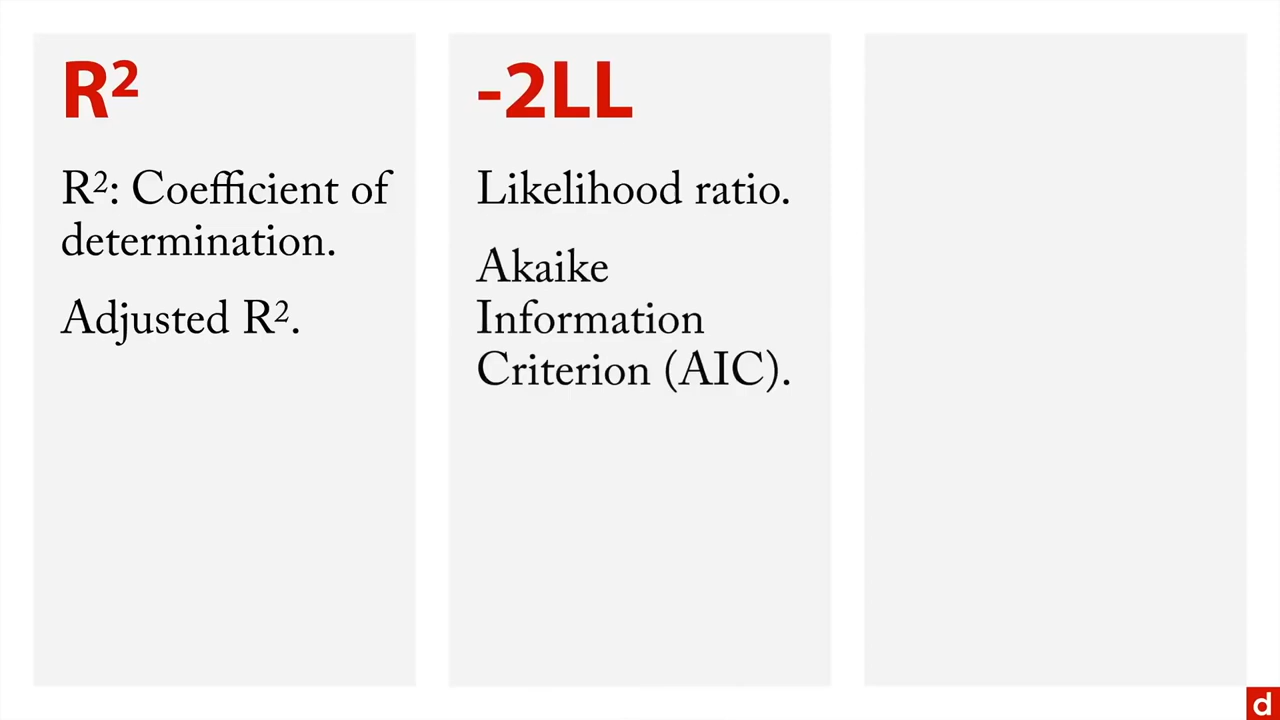 R²
R²: Coefficient of
determination.
Adjusted R².
-2LL
Likelihood ratio.
Akaike
Information
Criterion (AIC).
d